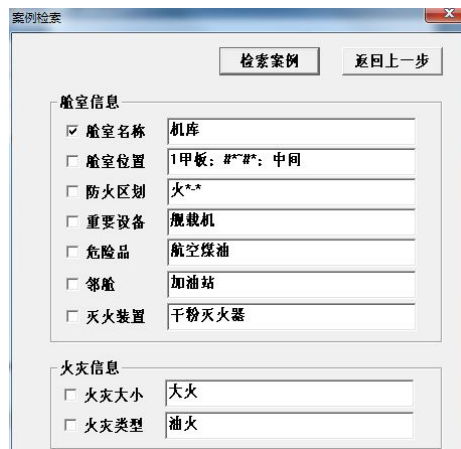 案例检索
检索案例 返回上一步
舱室信息
舱室名称 机库
舱室位置 1甲板；#*~#*；中间
防火区划 火*-*
重要设备 舰载机
危险品 航空煤油
邻舱 加油站
灭火装置 干粉灭火器
火灾信息
火灾大小 大火
火灾类型 油火